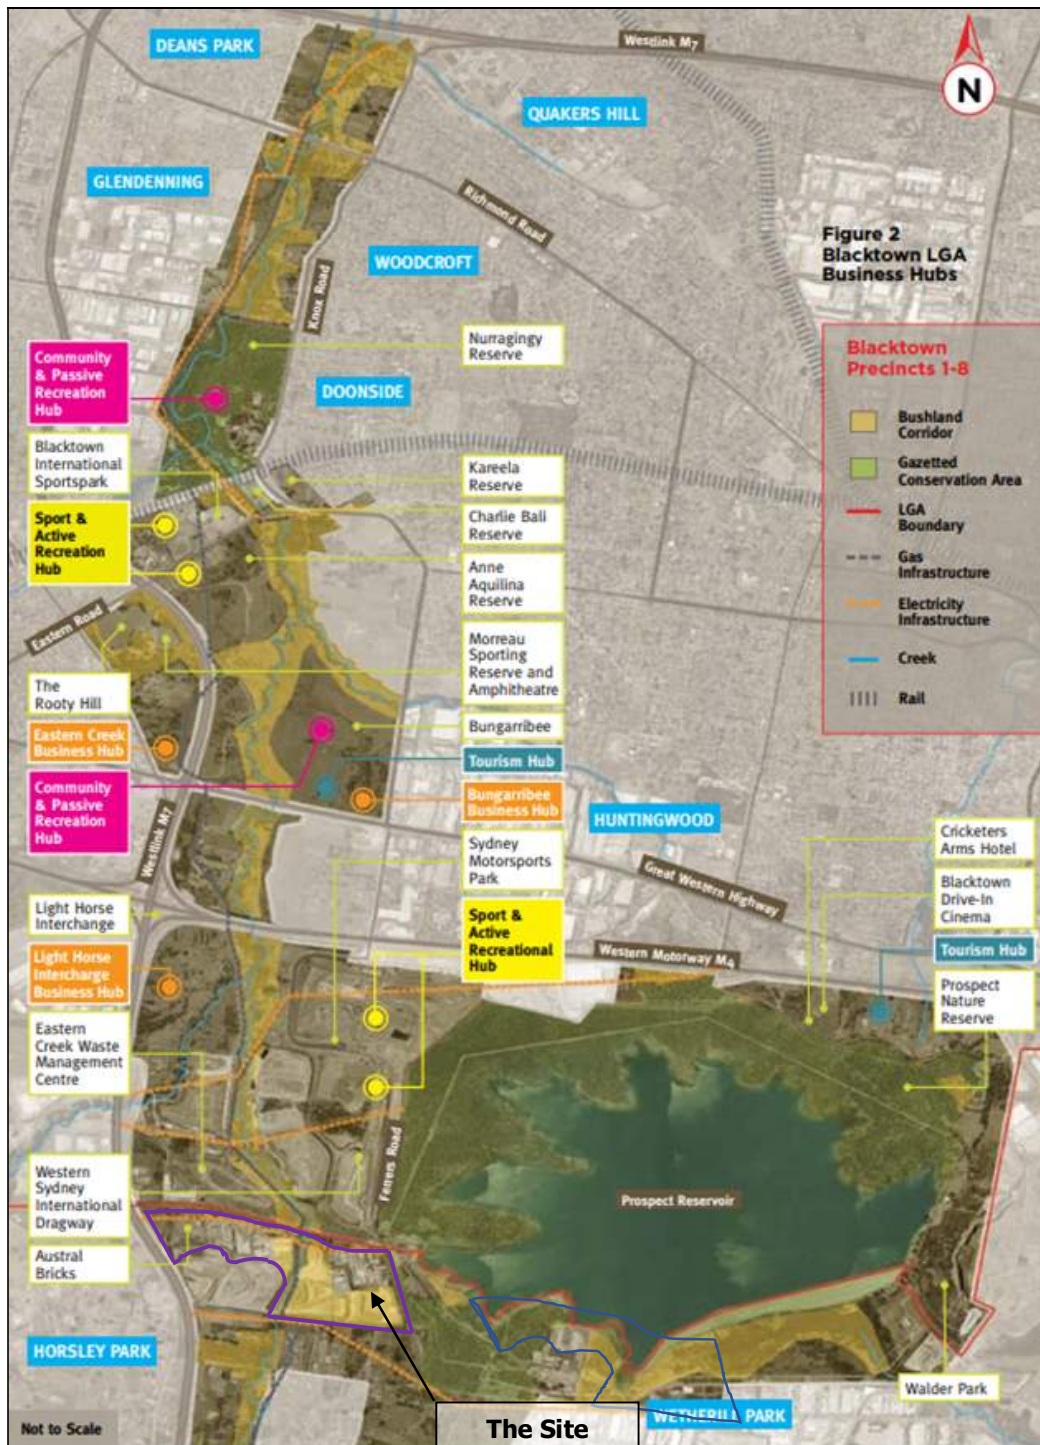 DEANS PARK
Westlink M7
N
QUAKERS HILL
GLENDENNING
Richmond Road
Figure 2
Blacktown LGA
Business Hubs
WOODCROFT
Knox Road
Nurragingy
Reserve
Community
& Passive
Recreation
Hub
DOONSIDE
Blacktown
Precincts 1-8
Bushland
Corridor
Gazetted
Conservation Area
LGA
Boundary
Gas
Infrastructure
Electricity
Infrastructure
Creek
Rail
Blacktown
International
Sportspark
Kareela
Reserve
Sport &
Active
Recreation
Hub
Charlie Bali
Reserve
Anne
Aquilina
Reserve
Eastern Road
Morreau
Sporting
Reserve and
Amphitheatre
The
Rooty Hill
Bungarribee
Eastern Creek
Business Hub
Tourism Hub
Community
& Passive
Recreation
Hub
Bungarribee
Business Hub
HUNTINGWOOD
Westlink M7
Sydney
Motorsports
Park
Great Western Highway
Cricketers
Arms Hotel
Blacktown
Drive-In
Cinema
Light Horse
Interchange
Sport &
Active
Recreational
Hub
Western Motorway M4
Tourism Hub
Light Horse
Intercharge
Business Hub
Prospect
Nature
Reserve
Eastern
Creek Waste
Management
Centre
Ferrers Road
Western
Sydney
International
Dragway
Prospect Reservoir
Austral
Bricks
HORSLEY PARK
Walder Park
WETHERILL PARK
Not to Scale
The Site